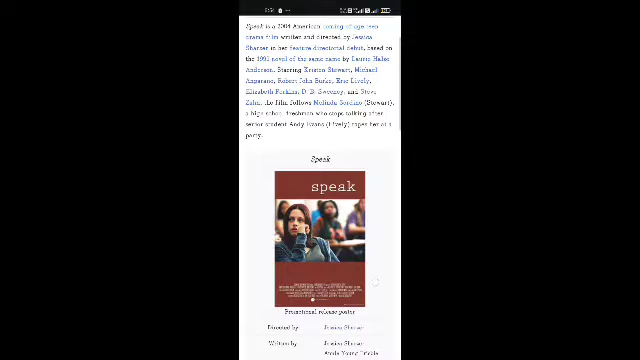 Speak is a 2004 American coming of age teen
drama film written and directed by Jessica
Sharzer in her feature directorial debut, based on
the 1999 novel of the same name by Laurie Halse
Anderson. Starring Kristen Stewart, Michael
Angarano, Robert John Burke, Eric Lively,
Elizabeth Perkins, D. B. Sweeney, and Steve
Zahn, the film follows Melinda Sordino (Stewart),
a high school freshman who stops talking after
senior student Andy Evans (Lively) rapes her at a
party.
Speak
speak
Promotional release poster
Directed by Jessica Sharzer
Written by Jessica Sharzer
Annie Young Frisbie